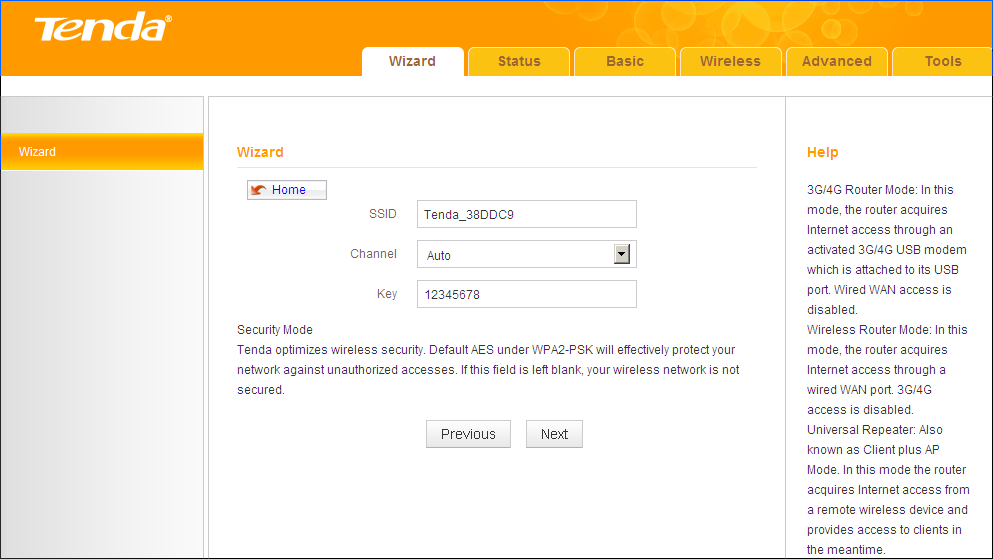 Tenda®
Wizard Status Basic Wireless Advanced Tools
Wizard
Wizard
Home
SSID Tenda_38DDC9
Channel Auto
Key 12345678
Security Mode
Tenda optimizes wireless security. Default AES under WPA2-PSK will effectively protect your
network against unauthorized accesses. If this field is left blank, your wireless network is not
secured.
Previous Next
Help
3G/4G Router Mode: In this
mode, the router acquires
Internet access through an
activated 3G/4G USB modem
which is attached to its USB
port. Wired WAN access is
disabled.
Wireless Router Mode: In this
mode, the router acquires
Internet access through a
wired WAN port. 3G/4G
access is disabled.
Universal Repeater: Also
known as Client plus AP
Mode. In this mode the router
acquires Internet access from
a remote wireless device and
provides access to clients in
the meantime.